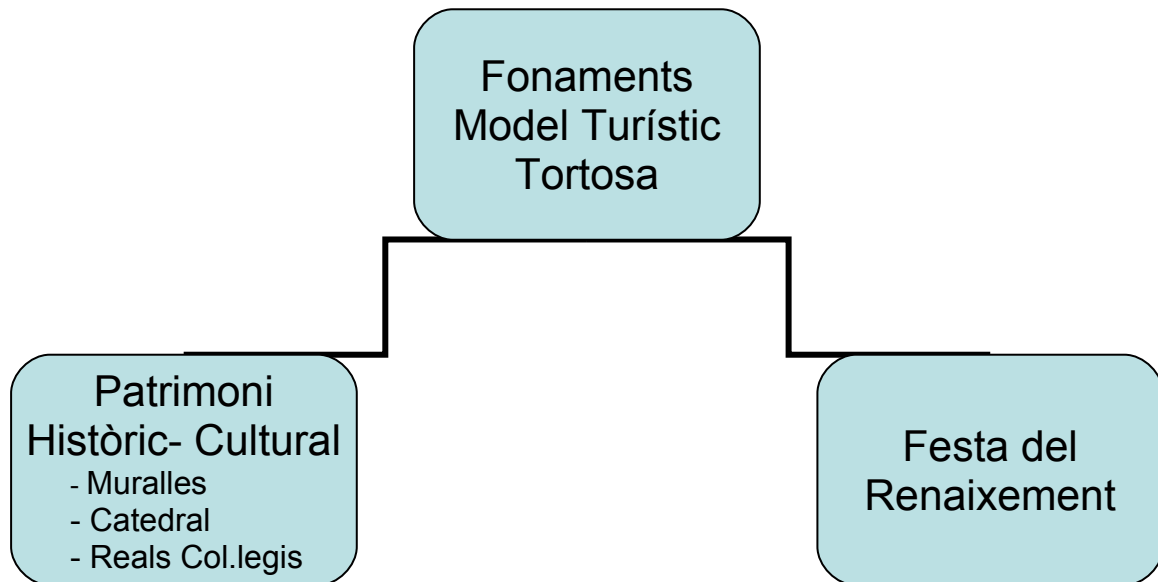 Fonaments
Model Turístic
Tortosa
Patrimoni
Històric- Cultural
- Muralles
- Catedral
- Reals Col.legis
Festa del
Renaixement